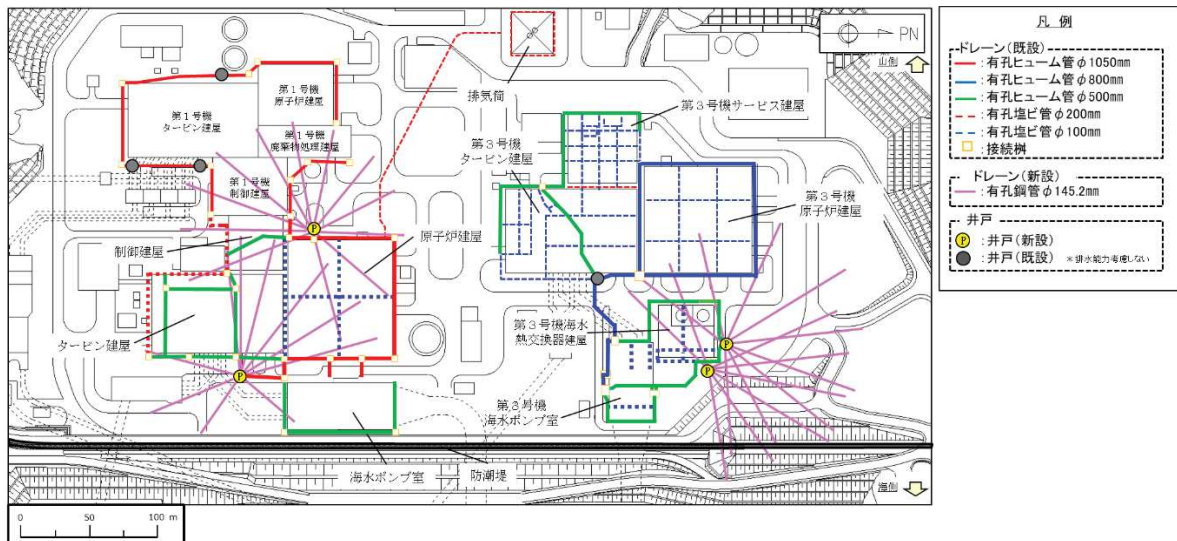 PN
山側
第1号機
原子炉建屋
第1号機
タービン建屋
第1号機
廃棄物処理建屋
第1号機
制御建屋
排気筒
第3号機サービス建屋
第3号機
タービン建屋
第3号機
原子炉建屋
制御建屋
原子炉建屋
タービン建屋
第3号機海水
熱交換器建屋
第3号機
海水ポンプ室
海水ポンプ室
防潮堤
海側
P
P
P
P
0 50 100 m
凡 例
ドレーン(既設)
:有孔ヒューム管φ1050mm
:有孔ヒューム管φ800mm
:有孔ヒューム管φ500mm
:有孔塩ビ管φ200mm
:有孔塩ビ管φ100mm
:接続桝
ドレーン(新設)
:有孔鋼管φ145.2mm
井戸
P :井戸(新設)
:井戸(既設) ※排水能力考慮しない